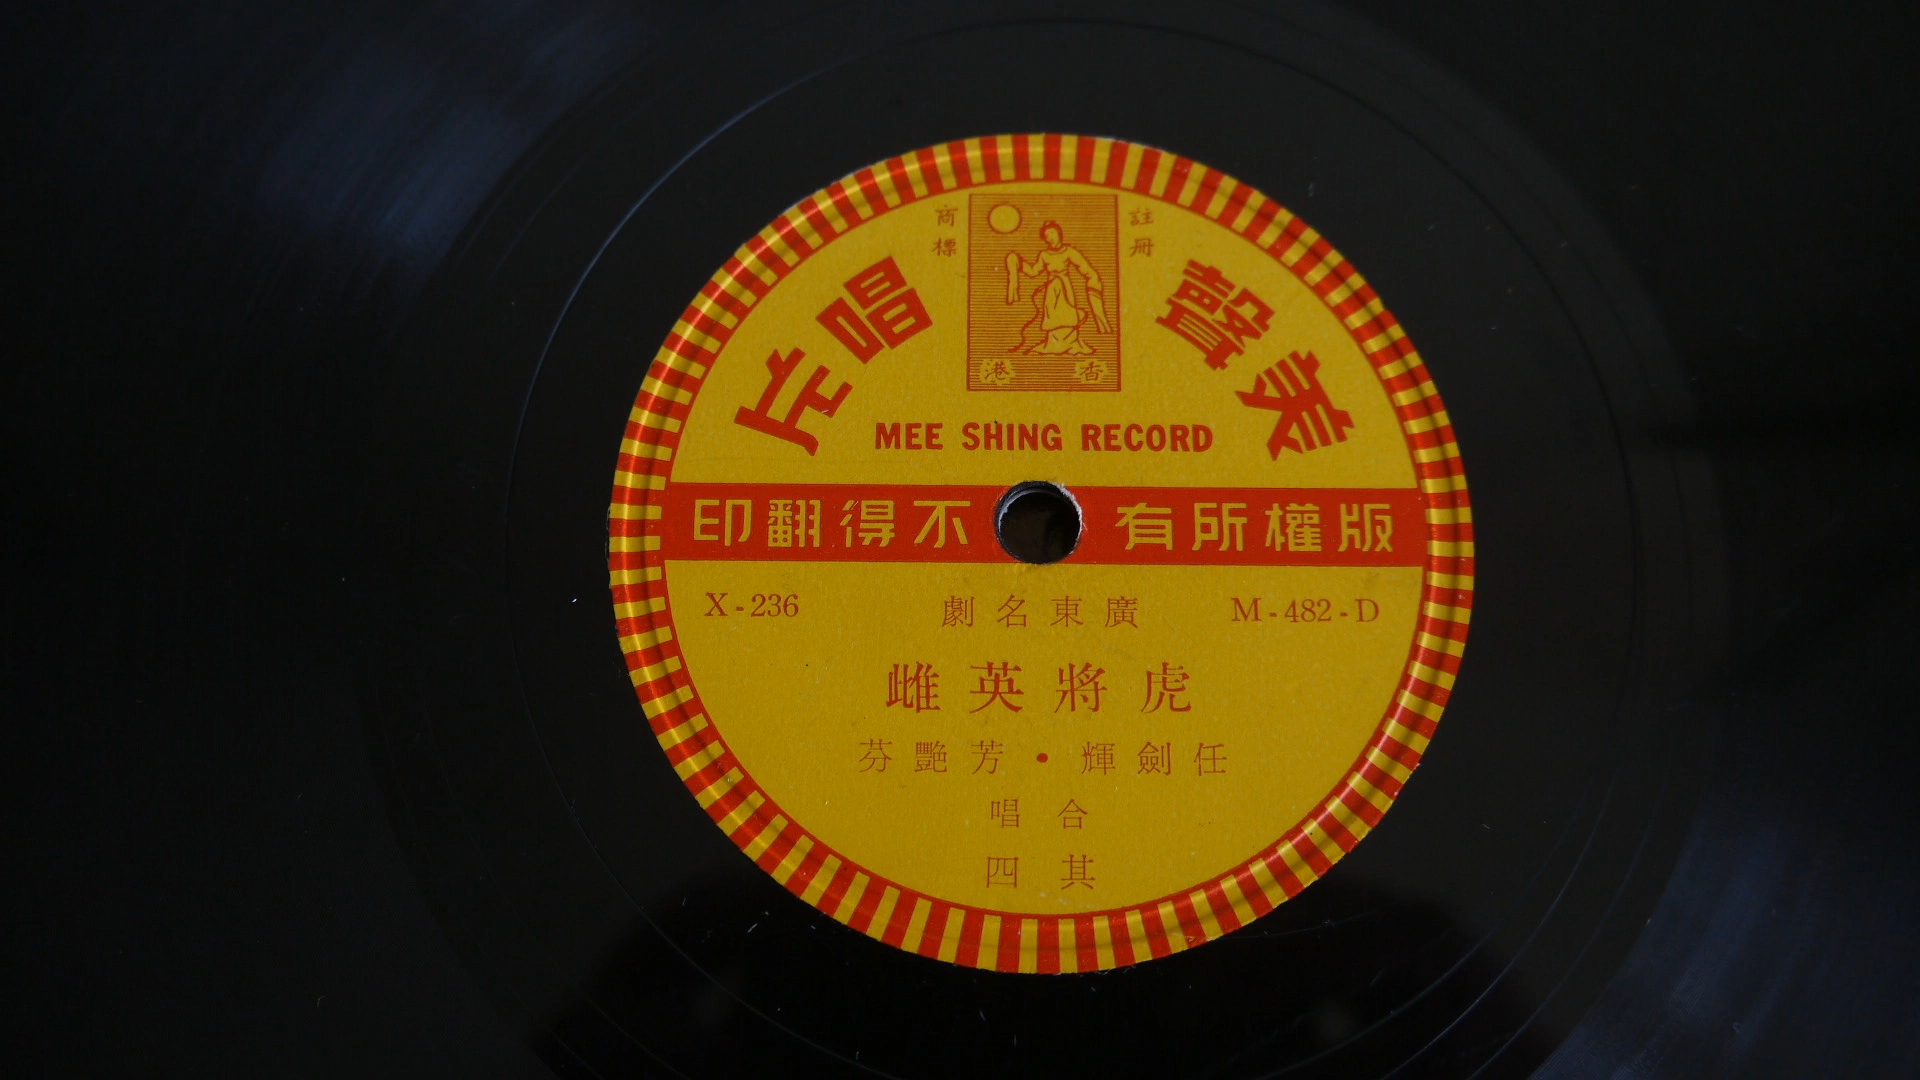 註冊 商標
美聲唱片
香港
MEE SHING RECORD
版權所有 不得翻印
X-236 廣東名劇 M-482-D
虎將英雌
任劍輝・芳艷芬
合唱
其四